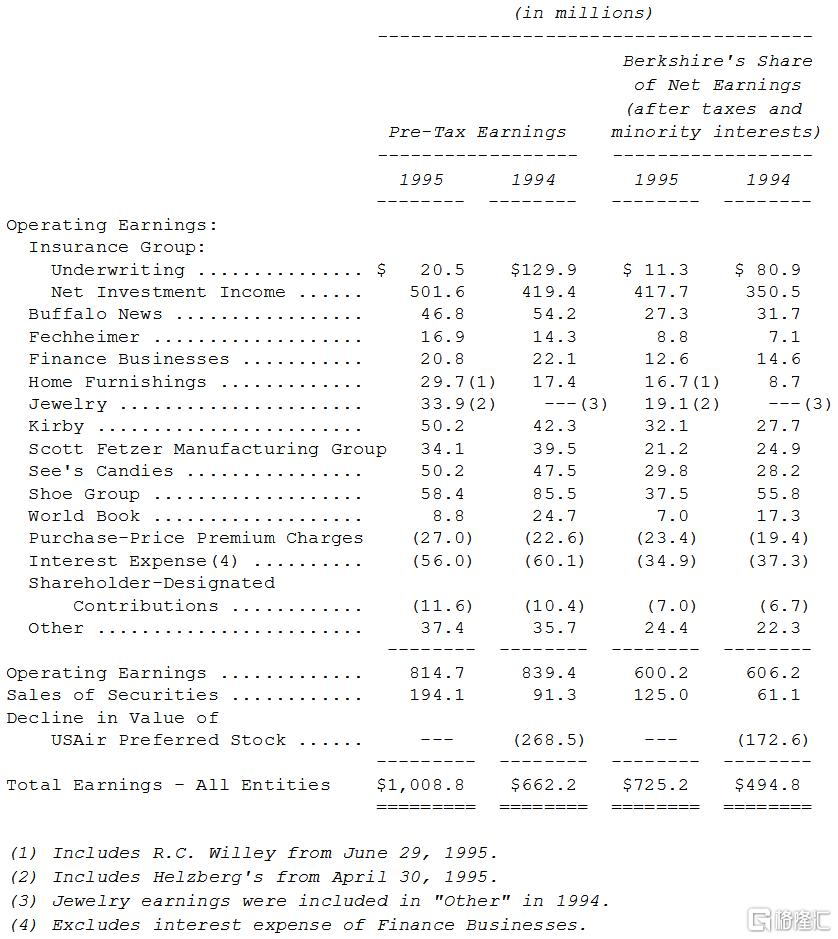 (in millions)
---------------------------------------
Berkshire's Share
of Net Earnings
(after taxes and
Pre-Tax Earnings minority interests)
------------------ ------------------
1995 1994 1995 1994
-------- -------- -------- --------
Operating Earnings:
Insurance Group:
Underwriting ............... $ 20.5 $129.9 $ 11.3 $ 80.9
Net Investment Income ...... 501.6 419.4 417.7 350.5
Buffalo News ................. 46.8 54.2 27.3 31.7
Fechheimer ................... 16.9 14.3 8.8 7.1
Finance Businesses ........... 20.8 22.1 12.6 14.6
Home Furnishings ............. 29.7(1) 17.4 16.7(1) 8.7
Jewelry ...................... 33.9(2) ---(3) 19.1(2) ---(3)
Kirby ........................ 50.2 42.3 32.1 27.7
Scott Fetzer Manufacturing Group 34.1 39.5 21.2 24.9
See's Candies ................ 50.2 47.5 29.8 28.2
Shoe Group ................... 58.4 85.5 37.5 55.8
World Book ................... 8.8 24.7 7.0 17.3
Purchase-Price Premium Charges (27.0) (22.6) (23.4) (19.4)
Interest Expense(4) .......... (56.0) (60.1) (34.9) (37.3)
Shareholder-Designated
Contributions ............ (11.6) (10.4) (7.0) (6.7)
Other ........................ 37.4 35.7 24.4 22.3
-------- -------- -------- --------
Operating Earnings ............. 814.7 839.4 600.2 606.2
Sales of Securities ............ 194.1 91.3 125.0 61.1
Decline in Value of
USAir Preferred Stock ...... --- (268.5) --- (172.6)
--------- -------- -------- --------
Total Earnings - All Entities $1,008.8 $662.2 $725.2 $494.8
========= ======== ======== ========
(1) Includes R.C. Willey from June 29, 1995.
(2) Includes Helzberg's from April 30, 1995.
(3) Jewelry earnings were included in "Other" in 1994.
(4) Excludes interest expense of Finance Businesses.
格隆汇